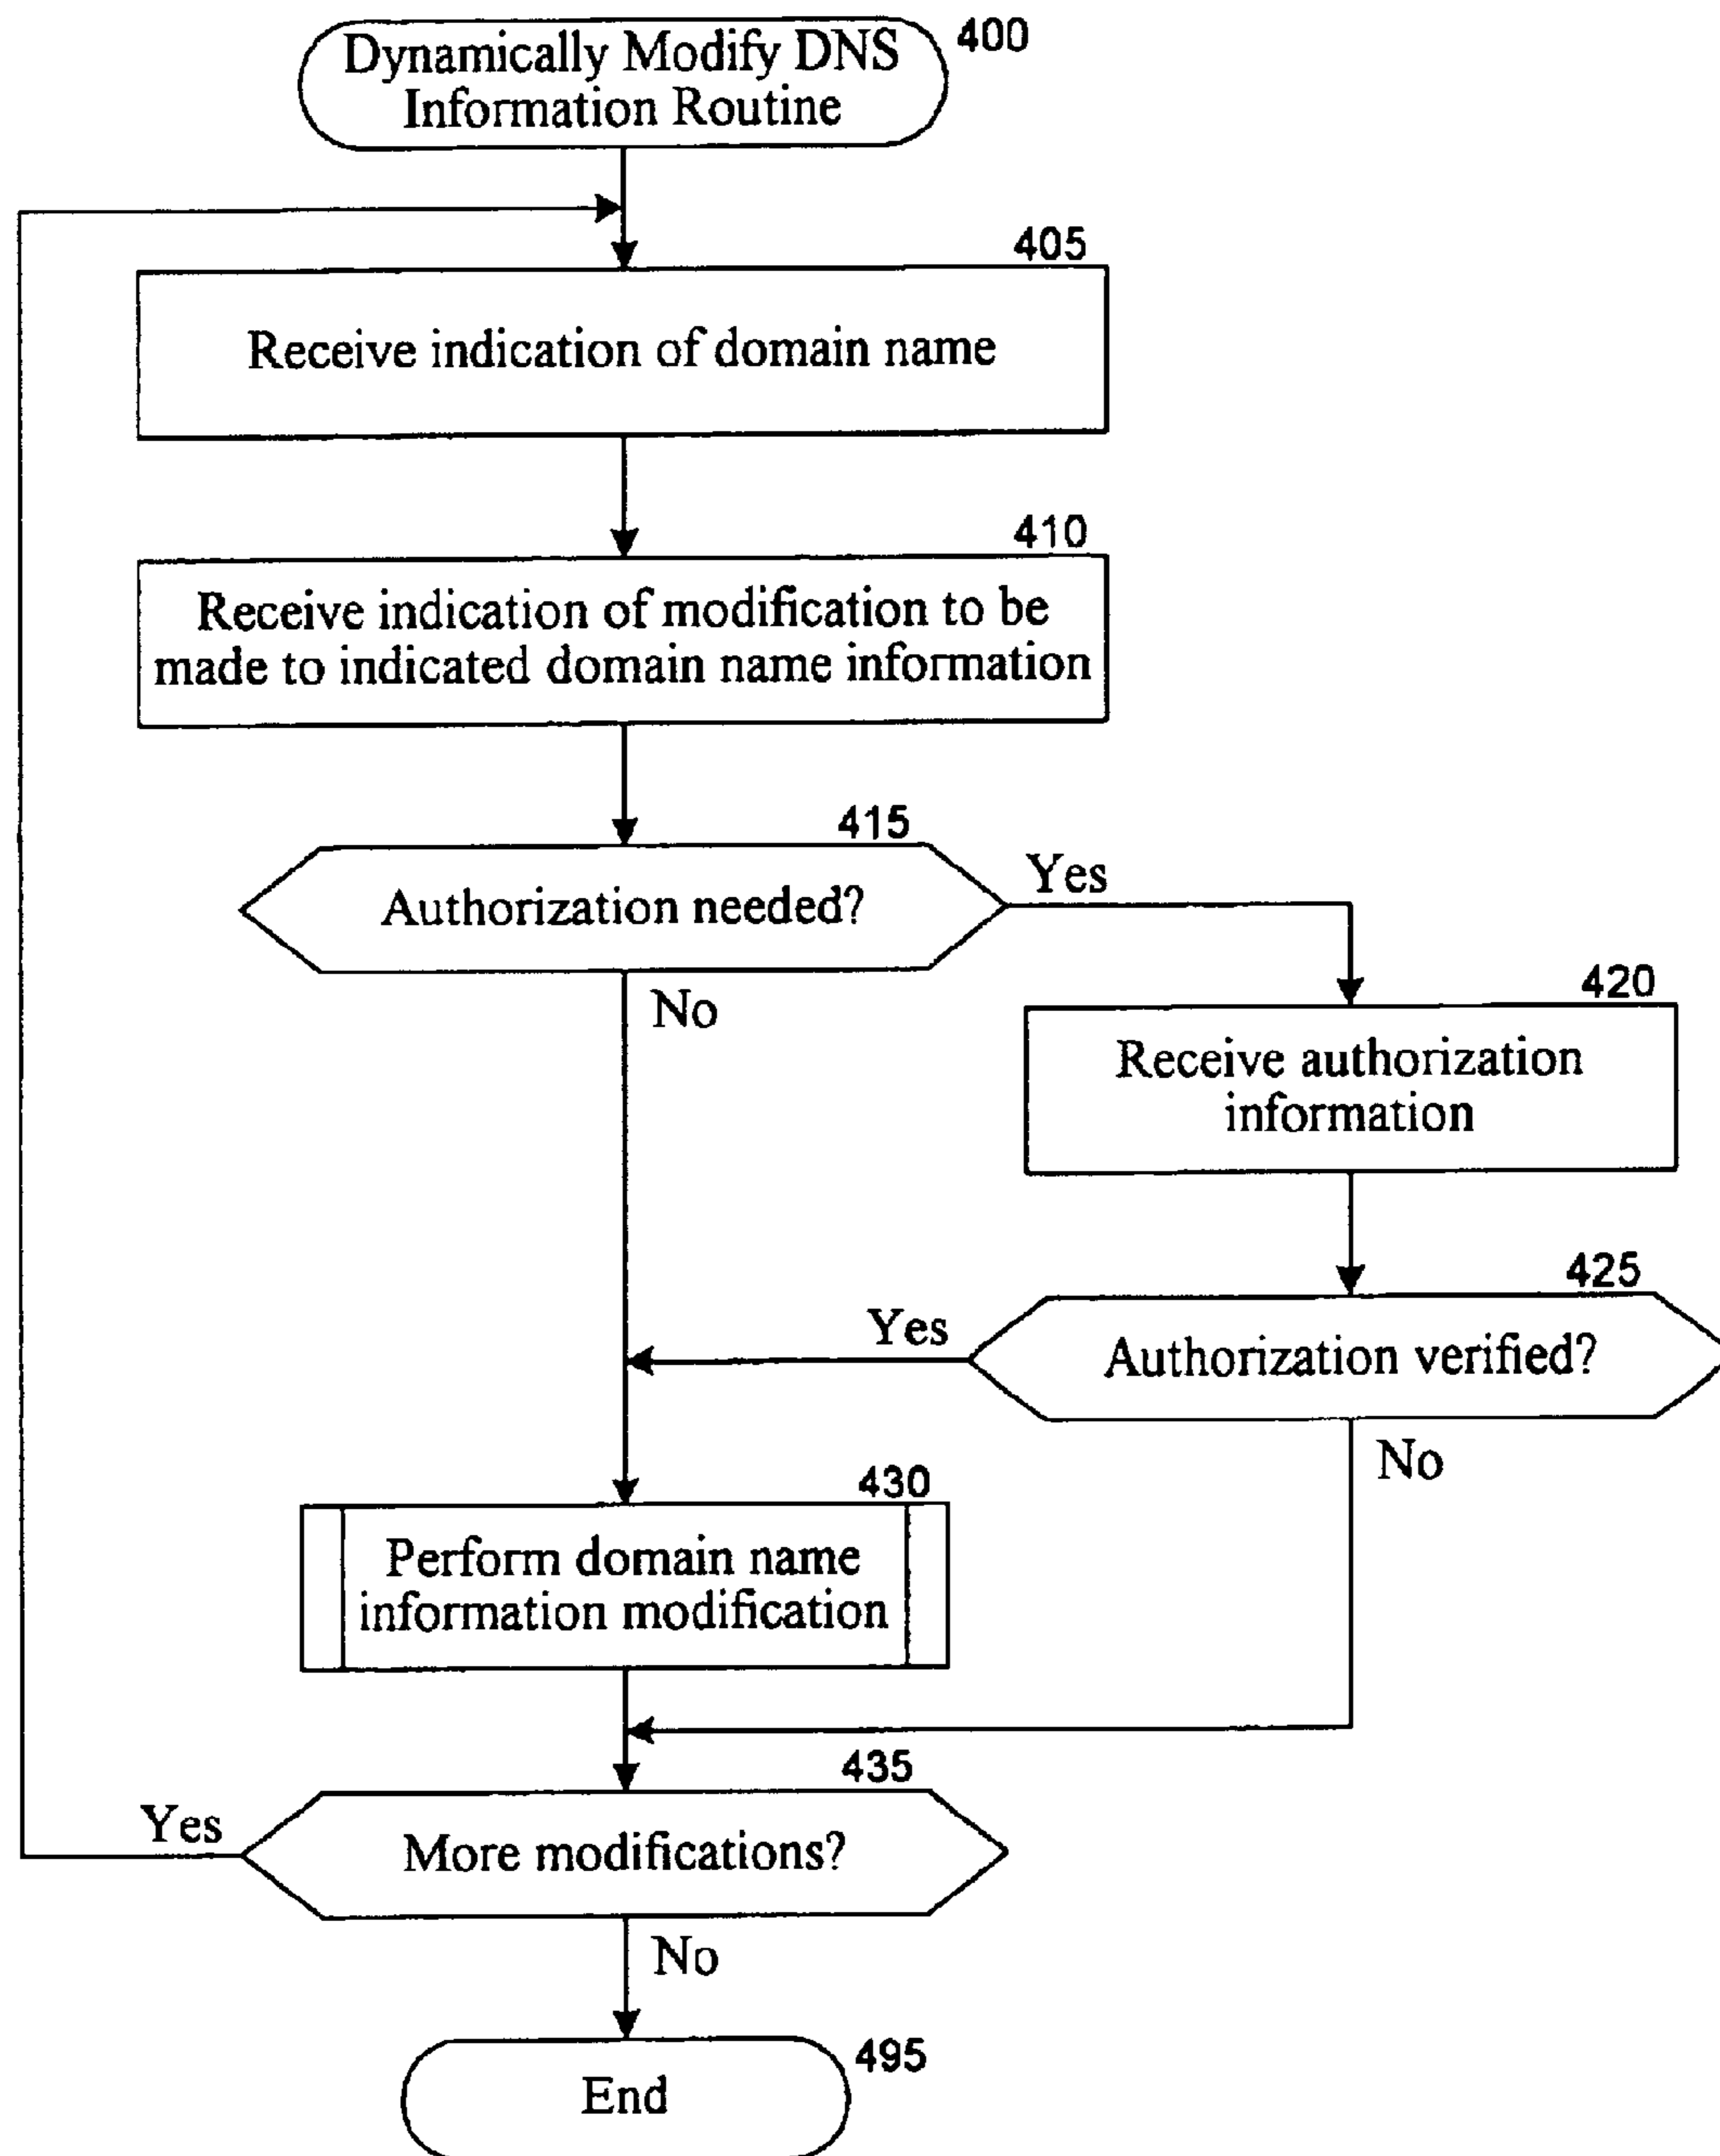 Dynamically Modify DNS
Information Routine
400
405
Receive indication of domain name
410
Receive indication of modification to be
made to indicated domain name information
415
Authorization needed?
Yes
No
420
Receive authorization
information
425
Authorization verified?
Yes
No
430
Perform domain name
information modification
435
More modifications?
Yes
No
495
End